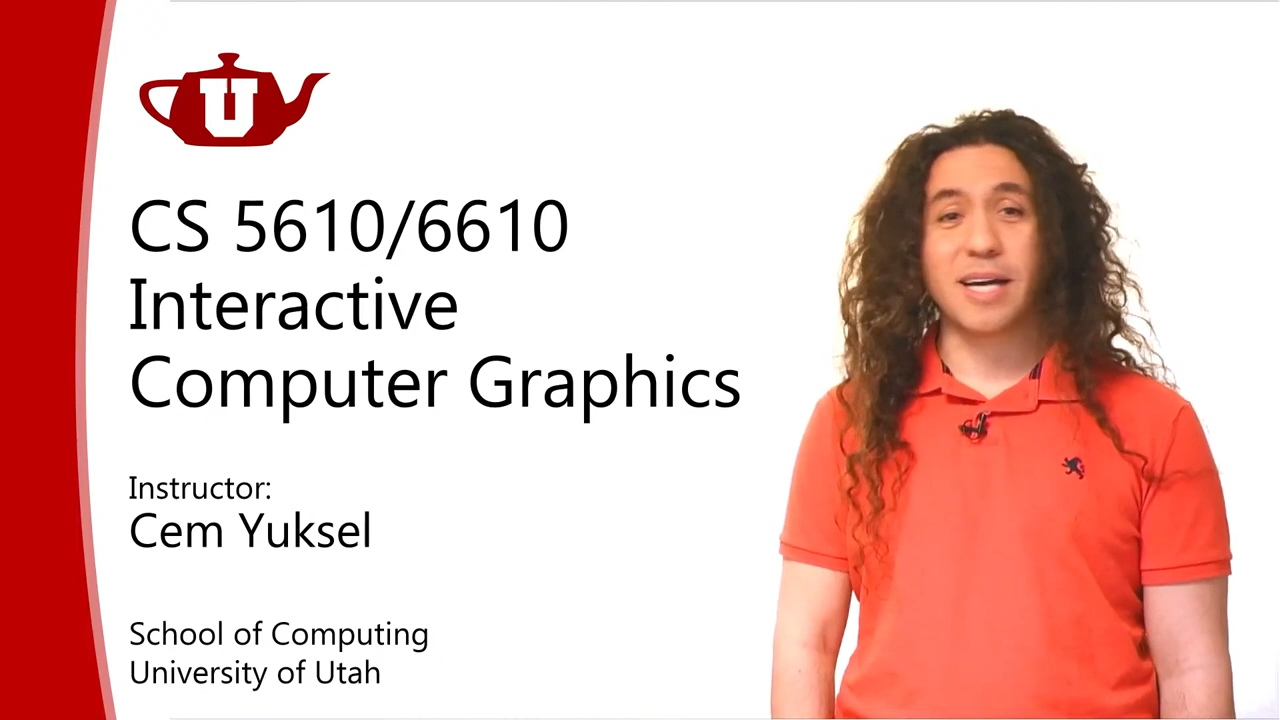 U
CS 5610/6610
Interactive
Computer Graphics
Instructor:
Cem Yuksel
School of Computing
University of Utah